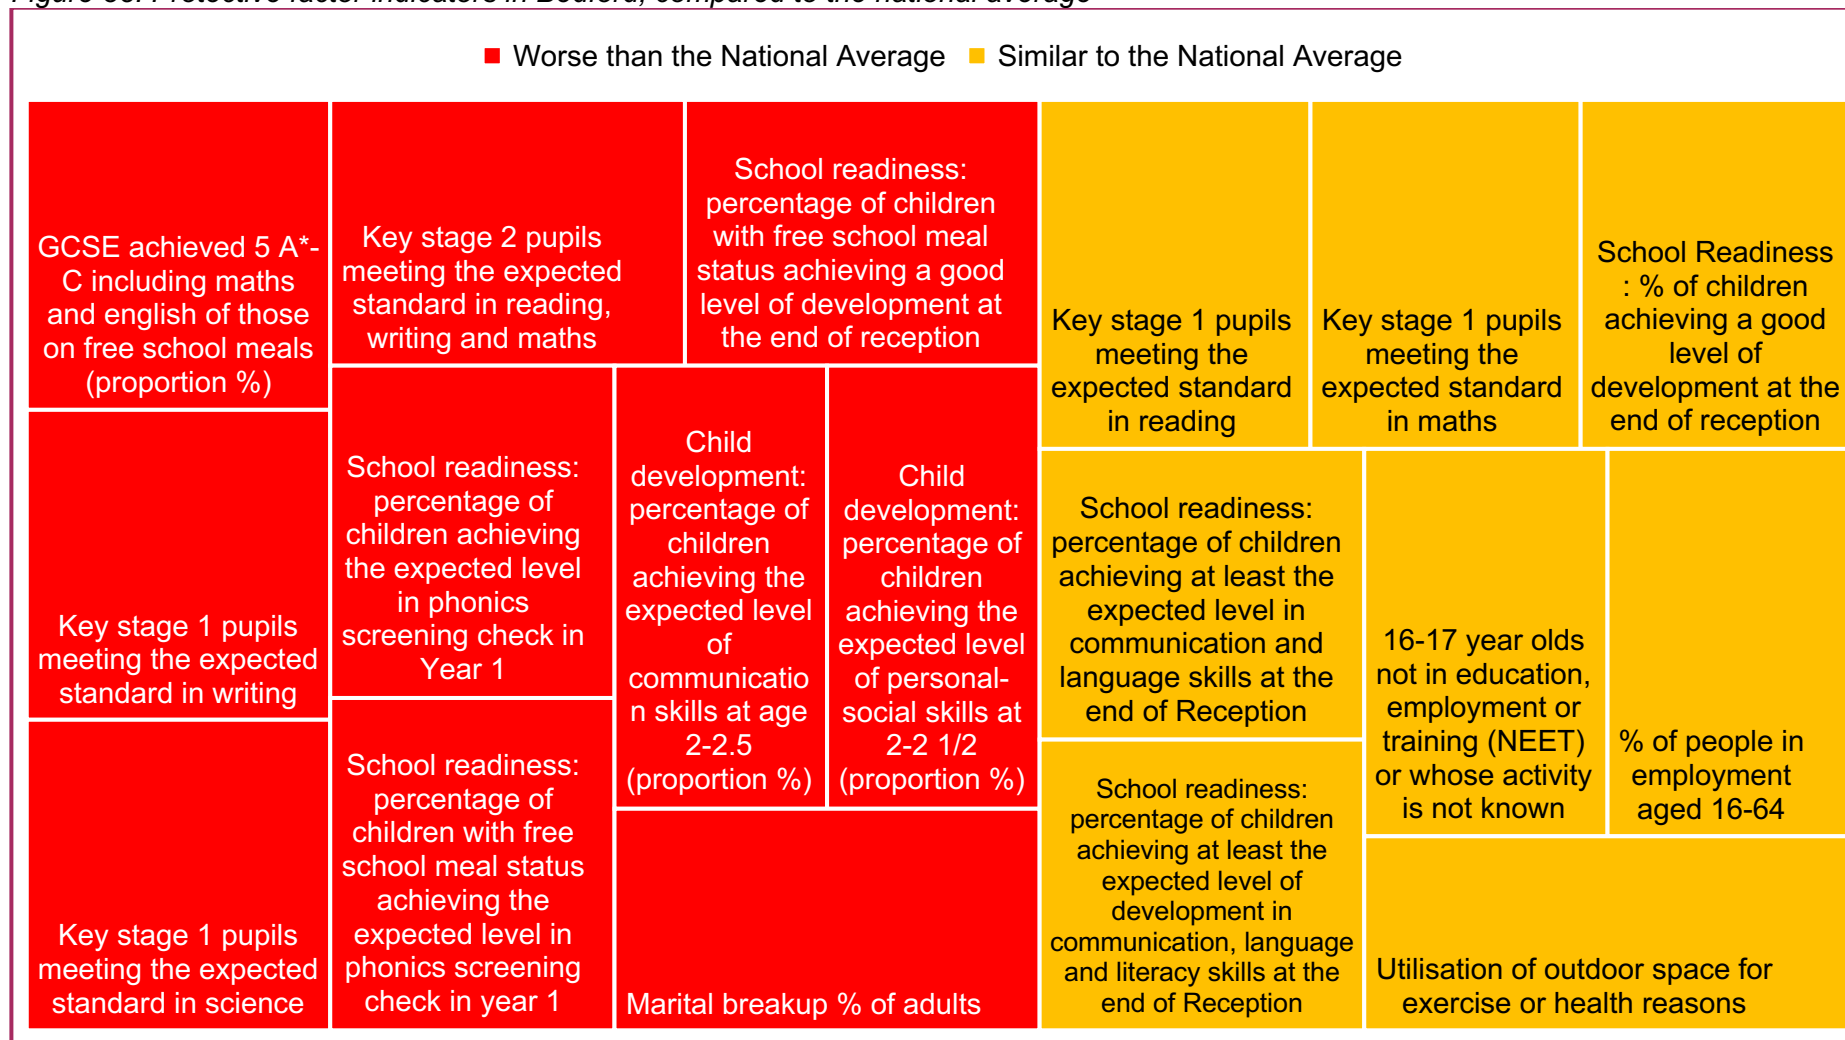 Worse than the National Average
Similar to the National Average
GCSE achieved 5 A*-
C including maths
and english of those
on free school meals
(proportion %)
Key stage 1 pupils
meeting the expected
standard in writing
Key stage 1 pupils
meeting the expected
standard in science
Key stage 2 pupils
meeting the expected
standard in reading,
writing and maths
School readiness:
percentage of children
with free school meal
status achieving a good
level of development at
the end of reception
School readiness:
percentage of
children achieving
the expected level
in phonics
screening check in
Year 1
School readiness:
percentage of
children with free
school meal status
achieving the
expected level in
phonics screening
check in year 1
Child
development:
percentage of
children
achieving the
expected level
of
communicatio
n skills at age
2-2.5
(proportion %)
Child
development:
percentage of
children
achieving the
expected level
of personal-
social skills at
2-2 1/2
(proportion %)
Marital breakup % of adults
Key stage 1 pupils
meeting the
expected standard
in reading
Key stage 1 pupils
meeting the
expected standard
in maths
School Readiness
: % of children
achieving a good
level of
development at the
end of reception
School readiness:
percentage of children
achieving at least the
expected level in
communication and
language skills at the
end of Reception
School readiness:
percentage of children
achieving at least the
expected level of
development in
communication, language
and literacy skills at the
end of Reception
16-17 year olds
not in education,
employment or
training (NEET)
or whose activity
is not known
% of people in
employment
aged 16-64
Utilisation of outdoor space for
exercise or health reasons